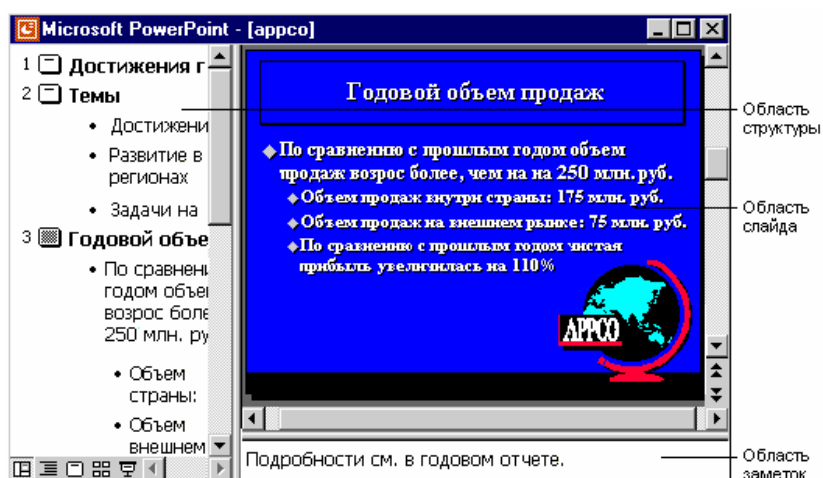 Microsoft PowerPoint - [appco]
1 Достижения г
2 Темы
• Достижени
• Развитие в
регионах
• Задачи на
3 Годовой объе
• По сравнени
годом объе
возрос боле
250 млн. ру
• Объем
страны:
• Объем
внешнем
Годовой объем продаж
По сравнению с прошлым годом объем
продаж возрос более, чем на на 250 млн. руб.
Объем продаж внутри страны: 175 млн. руб.
Объем продаж на внешнем рынке: 75 млн. руб.
По сравнению с прошлым годом чистая
прибыль увеличилась на 110%
APPCO
Подробности см. в годовом отчете.
Область
структуры
Область
слайда
Область
заметок